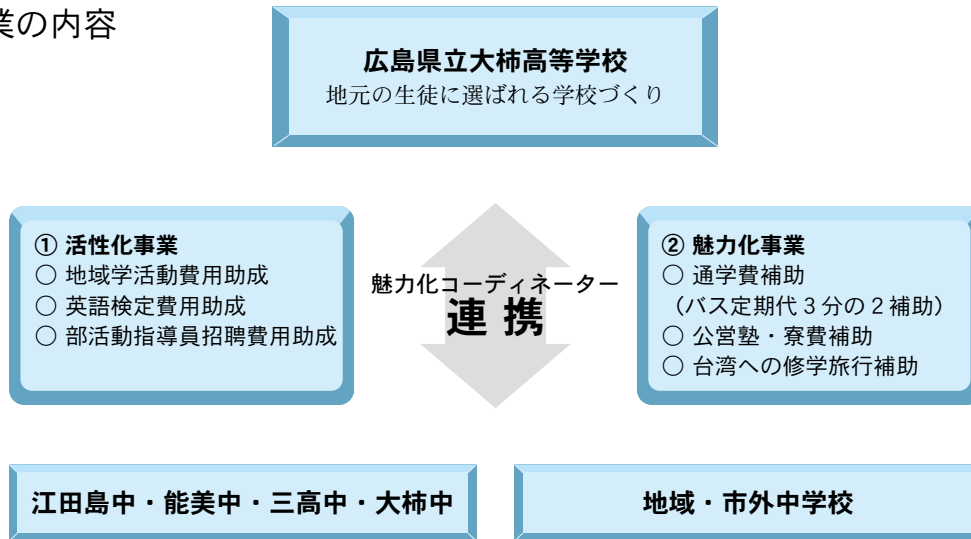 業の内容
広島県立大柿高等学校
地元の生徒に選ばれる学校づくり
① 活性化事業
○ 地域学活動費用助成
○ 英語検定費用助成
○ 部活動指導員招聘費用助成
魅力化コーディネーター
連 携
② 魅力化事業
○ 通学費補助
（バス定期代３分の２補助）
○ 公営塾・寮費補助
○ 台湾への修学旅行補助
江田島中・能美中・三高中・大柿中
地域・市外中学校